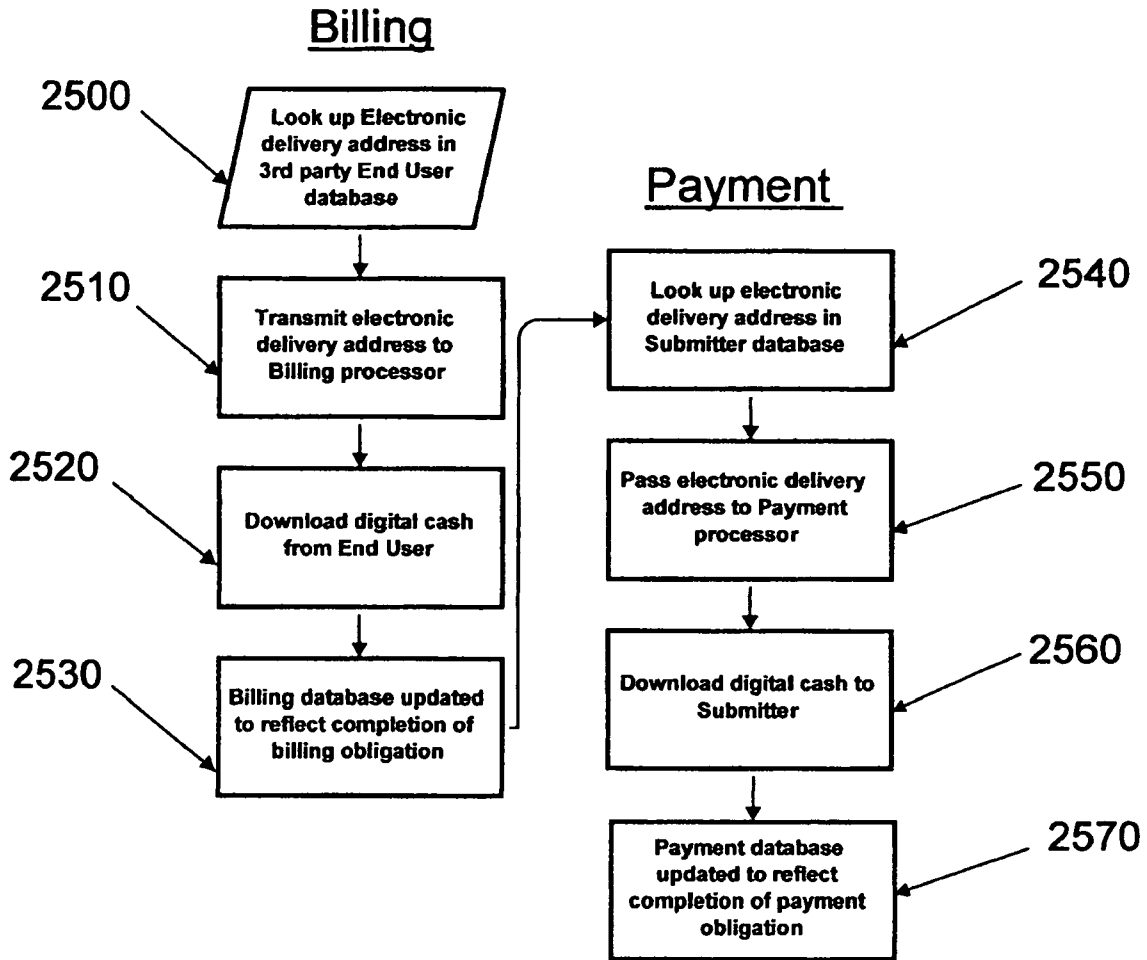 Billing
2500
Look up Electronic
delivery address in
3rd party End User
database
2510
Transmit electronic
delivery address to
Billing processor
2520
Download digital cash
from End User
2530
Billing database updated
to reflect completion of
billing obligation
Payment
2540
Look up electronic
delivery address in
Submitter database
2550
Pass electronic delivery
address to Payment
processor
2560
Download digital cash to
Submitter
2570
Payment database
updated to reflect
completion of payment
obligation